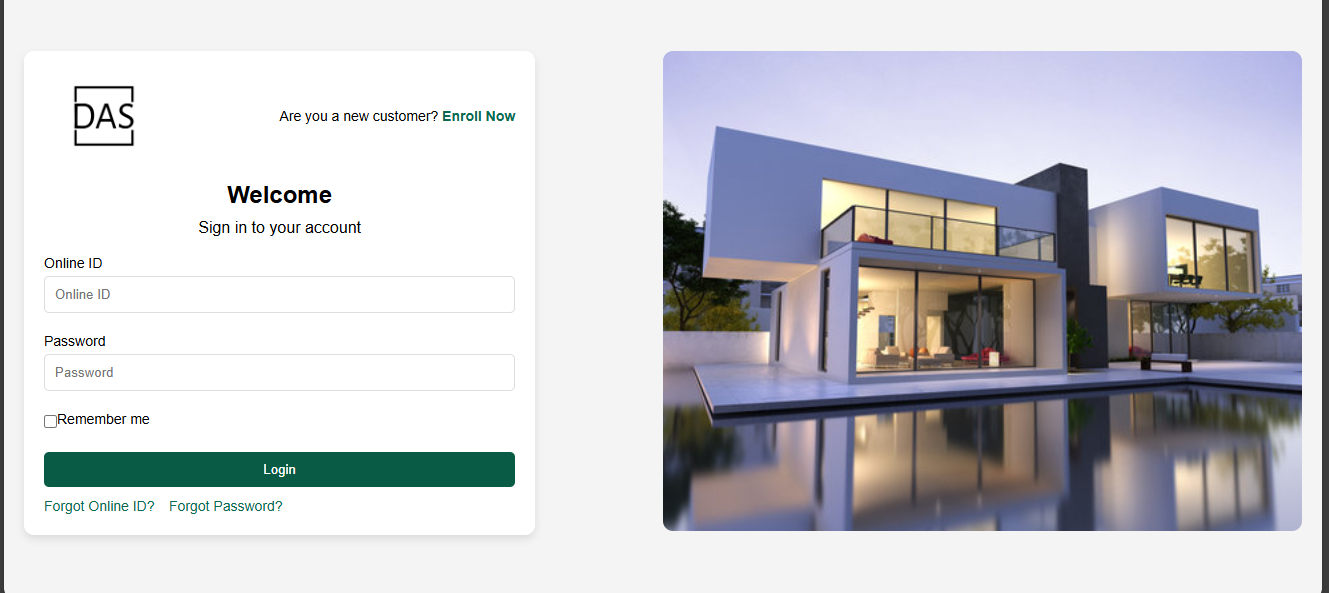 DAS
Are you a new customer? Enroll Now
Welcome
Sign in to your account
Online ID
Online ID
Password
Password
Remember me
Login
Forgot Online ID? Forgot Password?